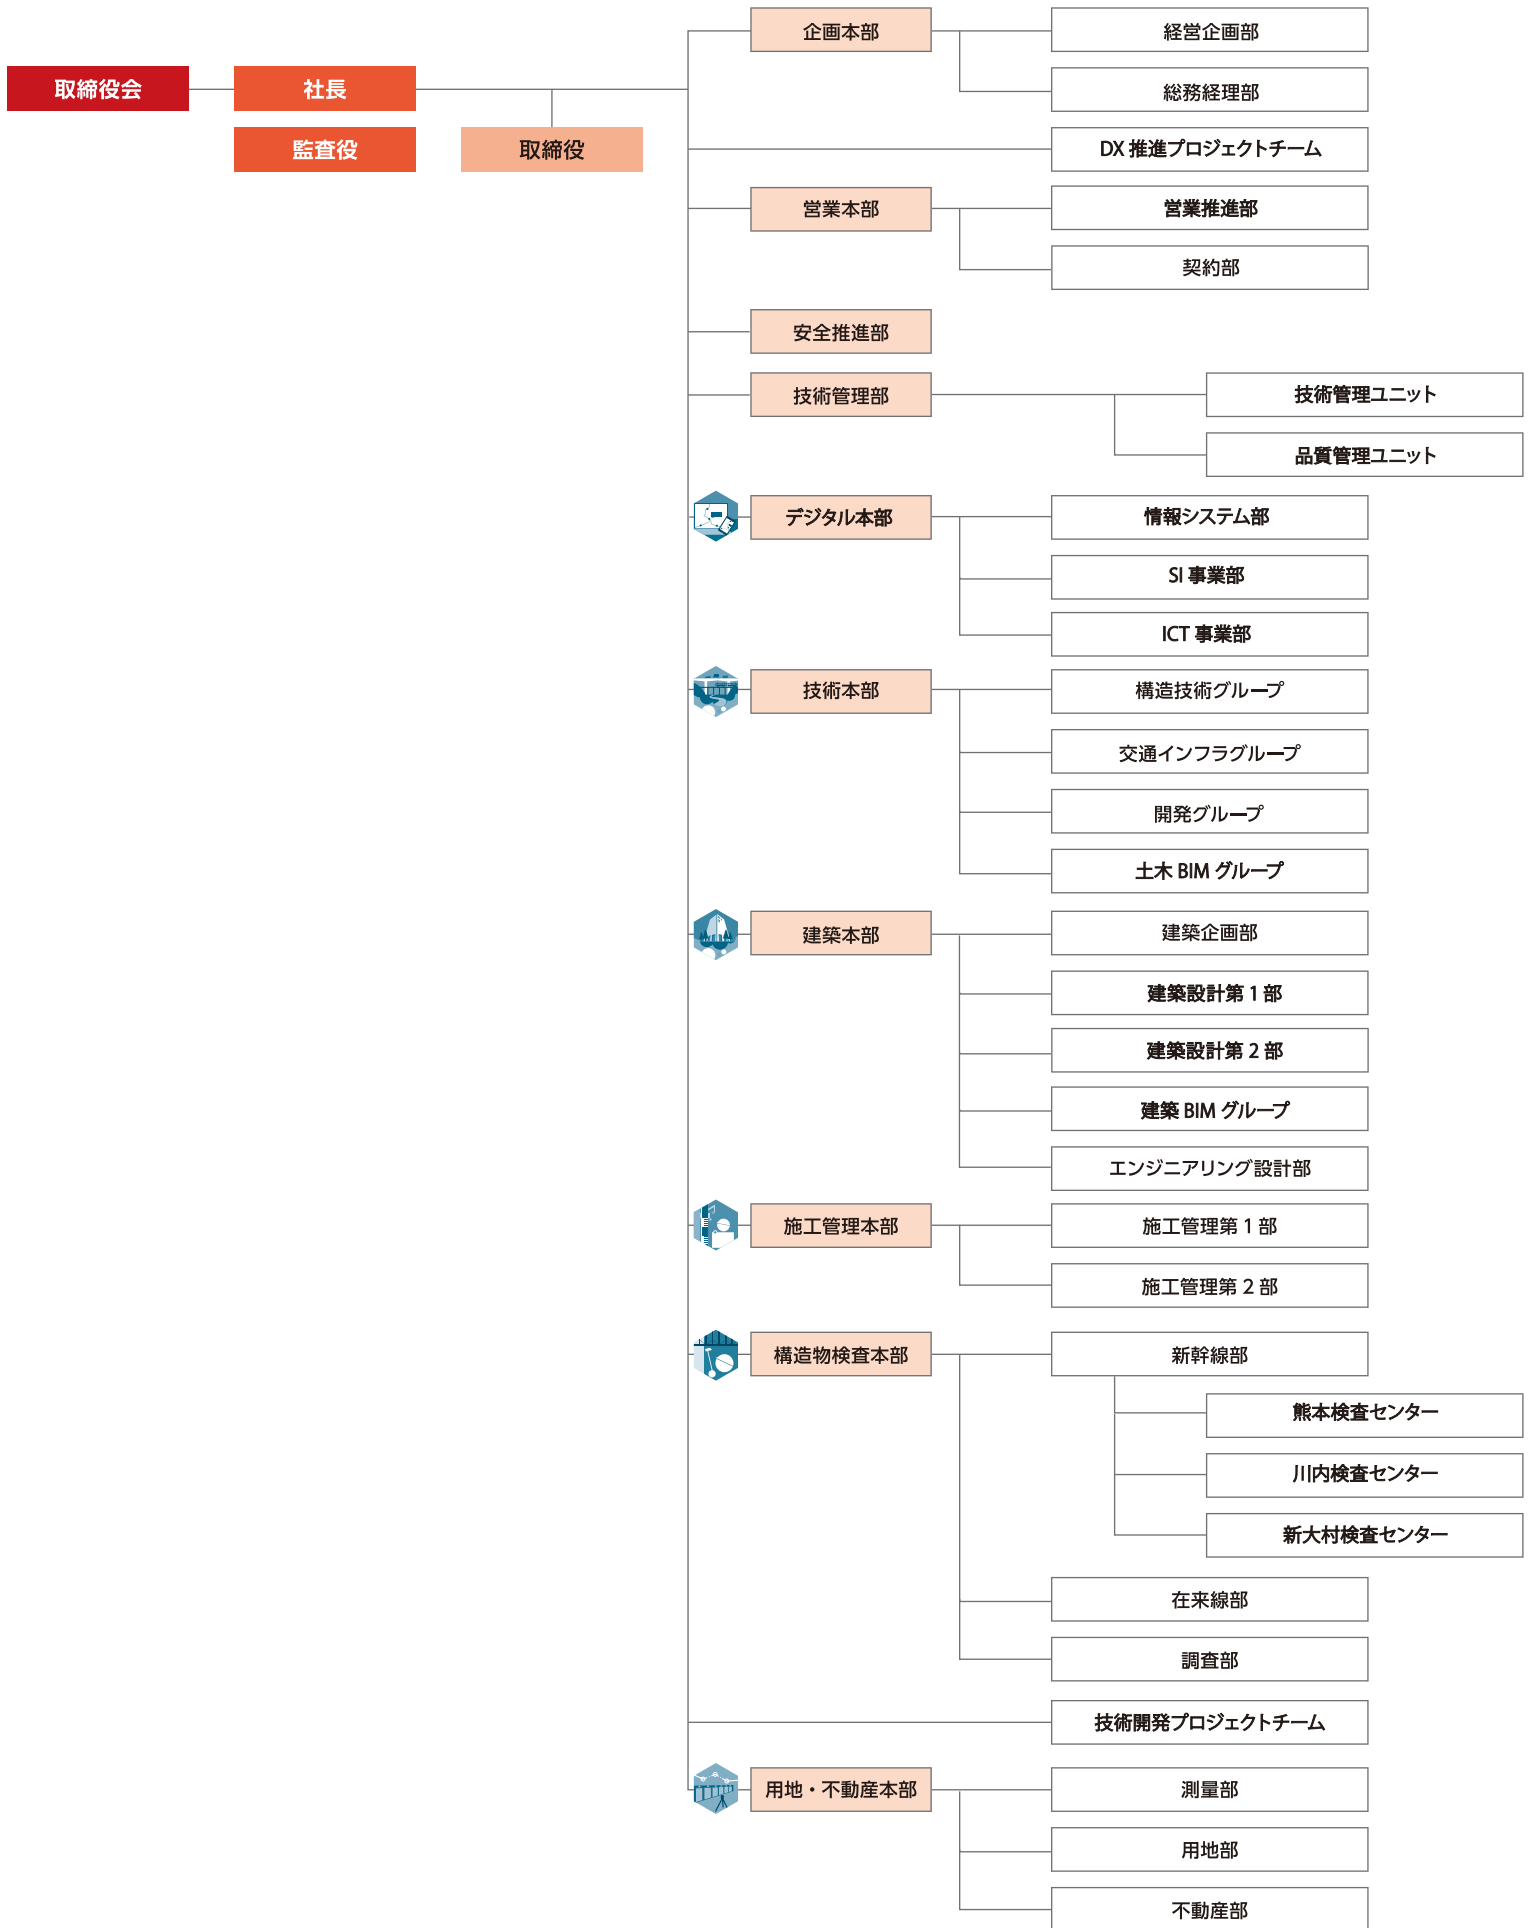 取締役会
社長
監査役
取締役
企画本部
経営企画部
総務経理部
DX 推進プロジェクトチーム
営業本部
営業推進部
契約部
安全推進部
技術管理部
技術管理ユニット
品質管理ユニット
デジタル本部
情報システム部
SI 事業部
ICT 事業部
技術本部
構造技術グループ
交通インフラグループ
開発グループ
土木 BIM グループ
建築本部
建築企画部
建築設計第 1 部
建築設計第 2 部
建築 BIM グループ
エンジニアリング設計部
施工管理本部
施工管理第 1 部
施工管理第 2 部
構造物検査本部
新幹線部
熊本検査センター
川内検査センター
新大村検査センター
在来線部
調査部
技術開発プロジェクトチーム
用地・不動産本部
測量部
用地部
不動産部